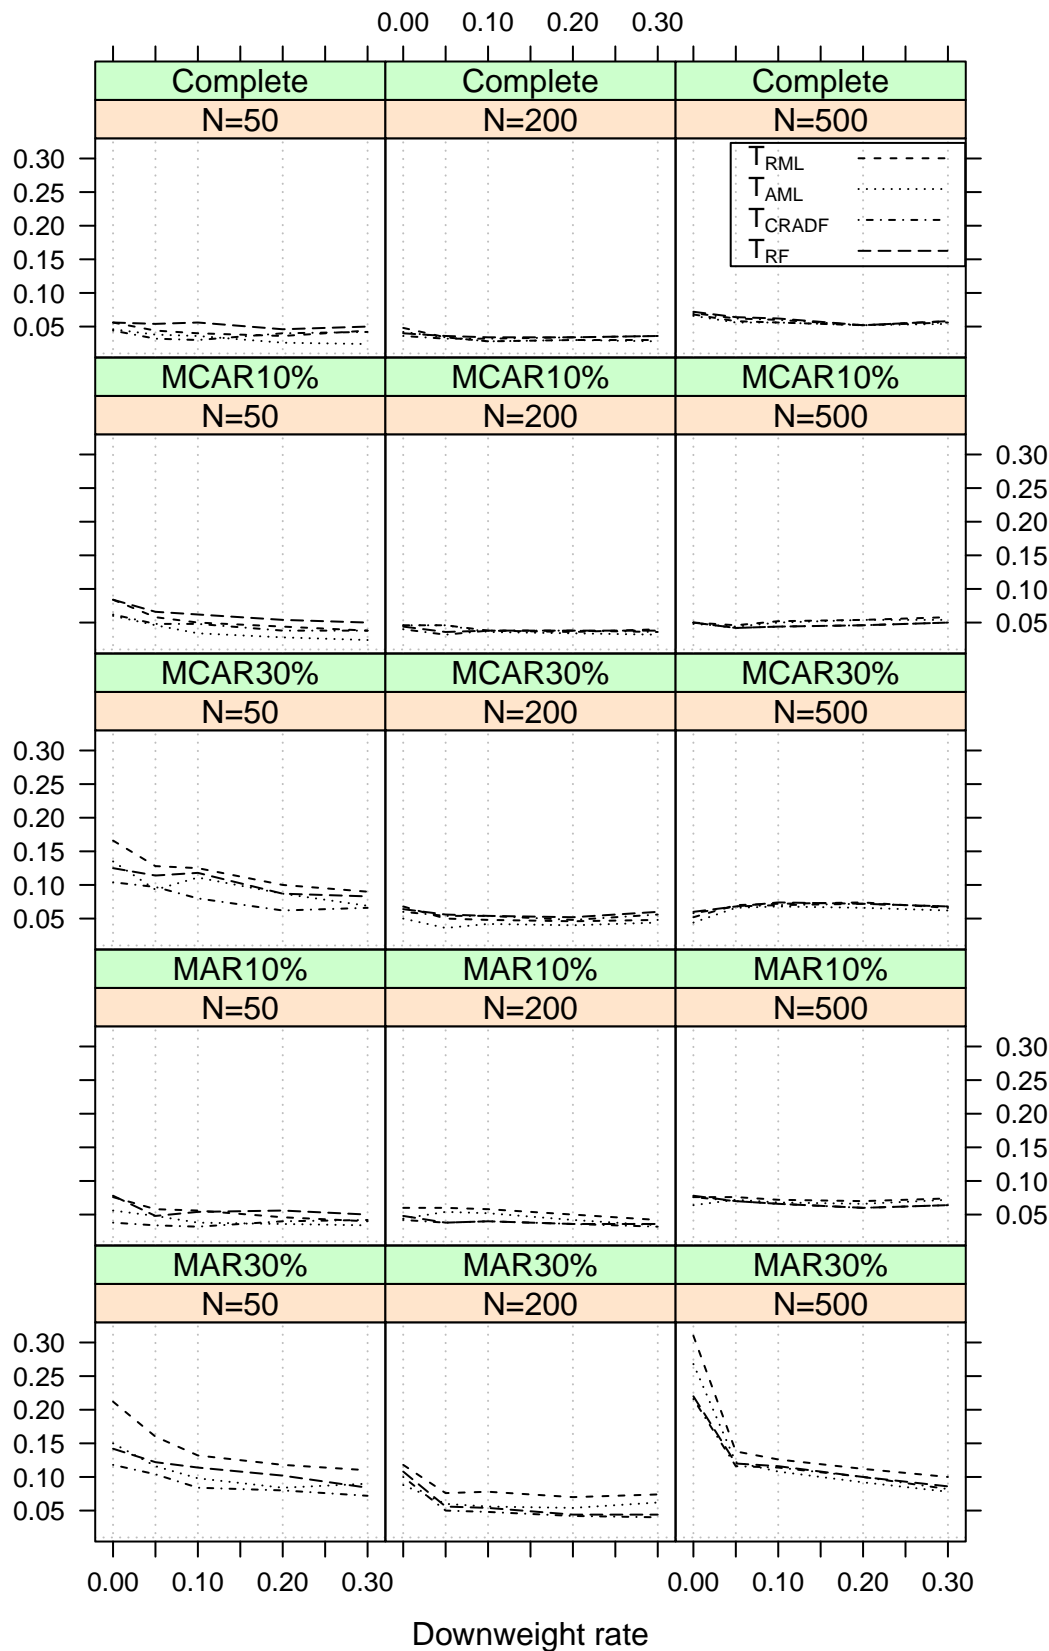 0.00 0.10 0.20 0.30
Complete Complete Complete
N=50 N=200 N=500
0.30
0.25
0.20
0.15
0.10
0.05
T_RML
T_AML
T_CRADF
T_RF
MCAR10% MCAR10% MCAR10%
N=50 N=200 N=500
0.30
0.25
0.20
0.15
0.10
0.05
MCAR30% MCAR30% MCAR30%
N=50 N=200 N=500
0.30
0.25
0.20
0.15
0.10
0.05
MAR10% MAR10% MAR10%
N=50 N=200 N=500
0.30
0.25
0.20
0.15
0.10
0.05
MAR30% MAR30% MAR30%
N=50 N=200 N=500
0.30
0.25
0.20
0.15
0.10
0.05
0.00 0.10 0.20 0.30 0.00 0.10 0.20 0.30
Downweight rate